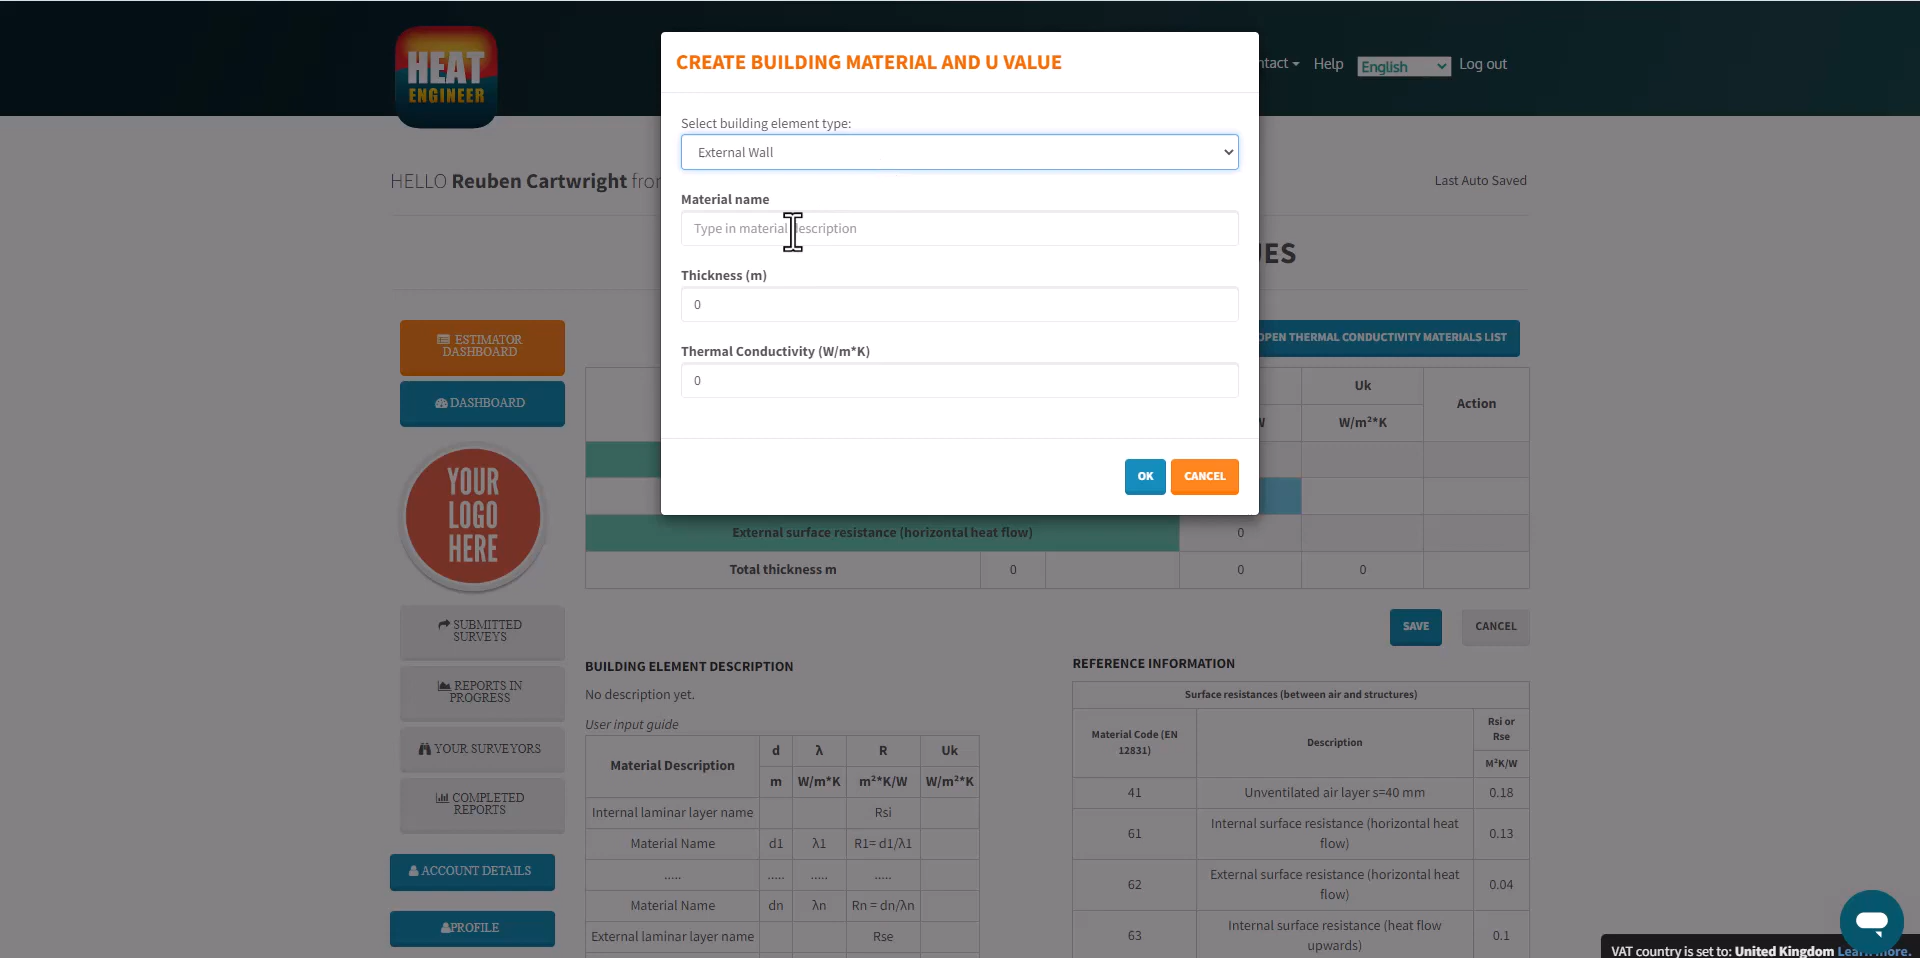 HEAT
ENGINEER
Help
English
Log out
HELLO Reuben Cartwright
Last Auto Saved
CREATE BUILDING MATERIAL AND U VALUE
Select building element type:
External Wall
Material name
Type in material description
Thickness (m)
0
Thermal Conductivity (W/m*K)
0
OK
CANCEL
ESTIMATOR
DASHBOARD
DASHBOARD
YOUR
LOGO
HERE
SUBMITTED
SURVEYS
REPORTS IN
PROGRESS
YOUR SURVEYORS
COMPLETED
REPORTS
ACCOUNT DETAILS
PROFILE
OPEN THERMAL CONDUCTIVITY MATERIALS LIST
Uk
Action
W/m²*K
External surface resistance (horizontal heat flow) 0
Total thickness m 0 0 0
SAVE
CANCEL
BUILDING ELEMENT DESCRIPTION
No description yet.
User input guide
Material Description d λ R Uk
m W/m*K m²*K/W W/m²*K
Internal laminar layer name Rsi
Material Name d1 λ1 R1= d1/λ1
..... ..... ..... .....
Material Name dn λn Rn = dn/λn
External laminar layer name Rse
REFERENCE INFORMATION
Surface resistances (between air and structures)
Material Code (EN
12831)
Description
Rsi or
Rse
M²K/W
41 Unventilated air layer s=40 mm 0.18
61 Internal surface resistance (horizontal heat
flow) 0.13
62 External surface resistance (horizontal heat
flow) 0.04
63 Internal surface resistance (heat flow
upwards) 0.1
VAT country is set to: United Kingdom Learn more.